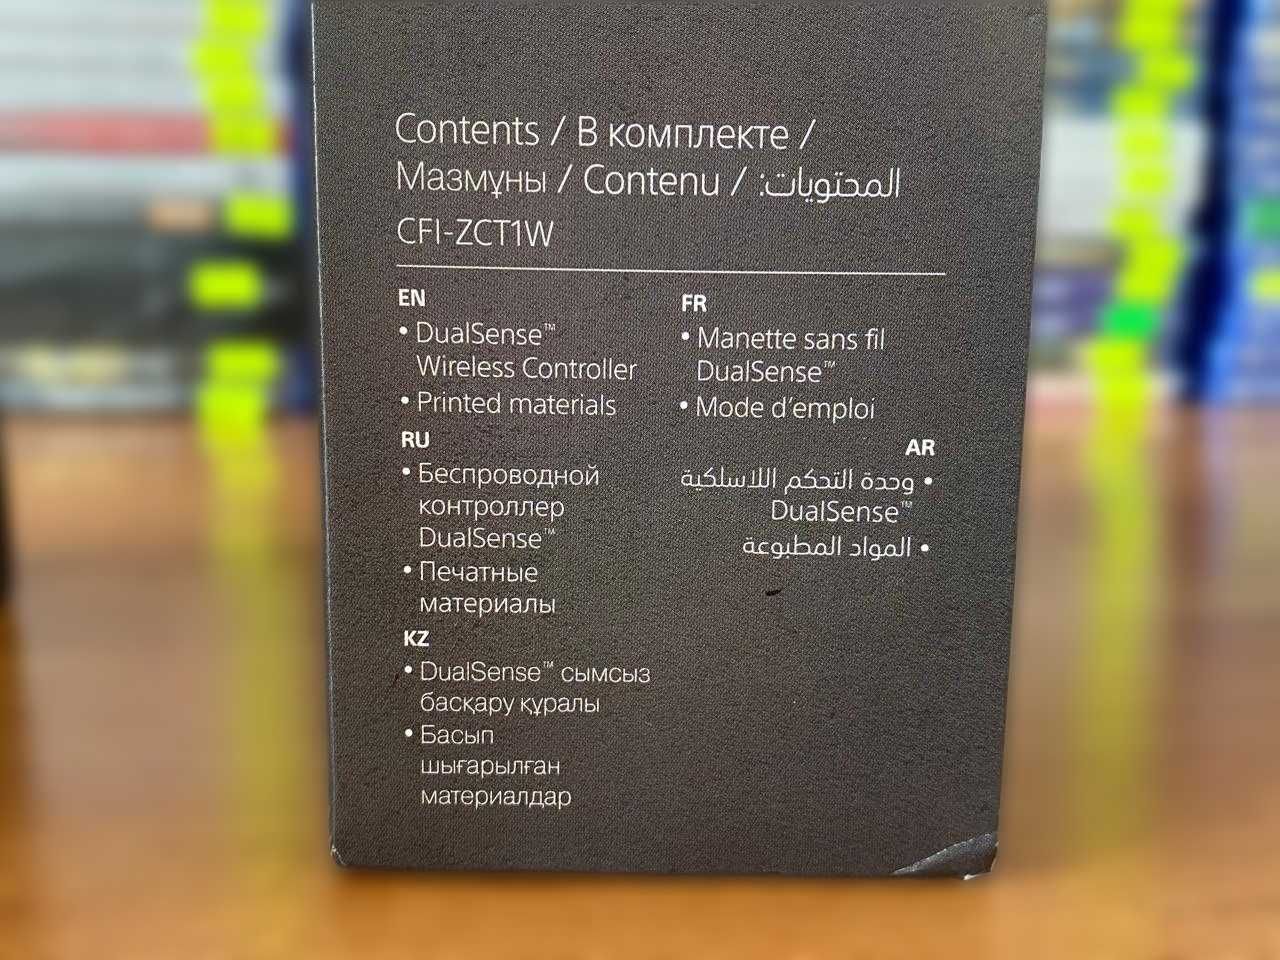 Contents / В комплекте /
Мазмұны / Contenu / المحتويات:
CFI-ZCT1W
EN
• DualSense™
Wireless Controller
• Printed materials
RU
• Беспроводной
контроллер
DualSense™
• Печатные
материалы
KZ
• DualSense™ сымсыз
басқару құралы
• Басып
шығарылған
материалдар
FR
• Manette sans fil
DualSense™
• Mode d’emploi
AR
• وحدة التحكم اللاسلكية
DualSense™
• المواد المطبوعة